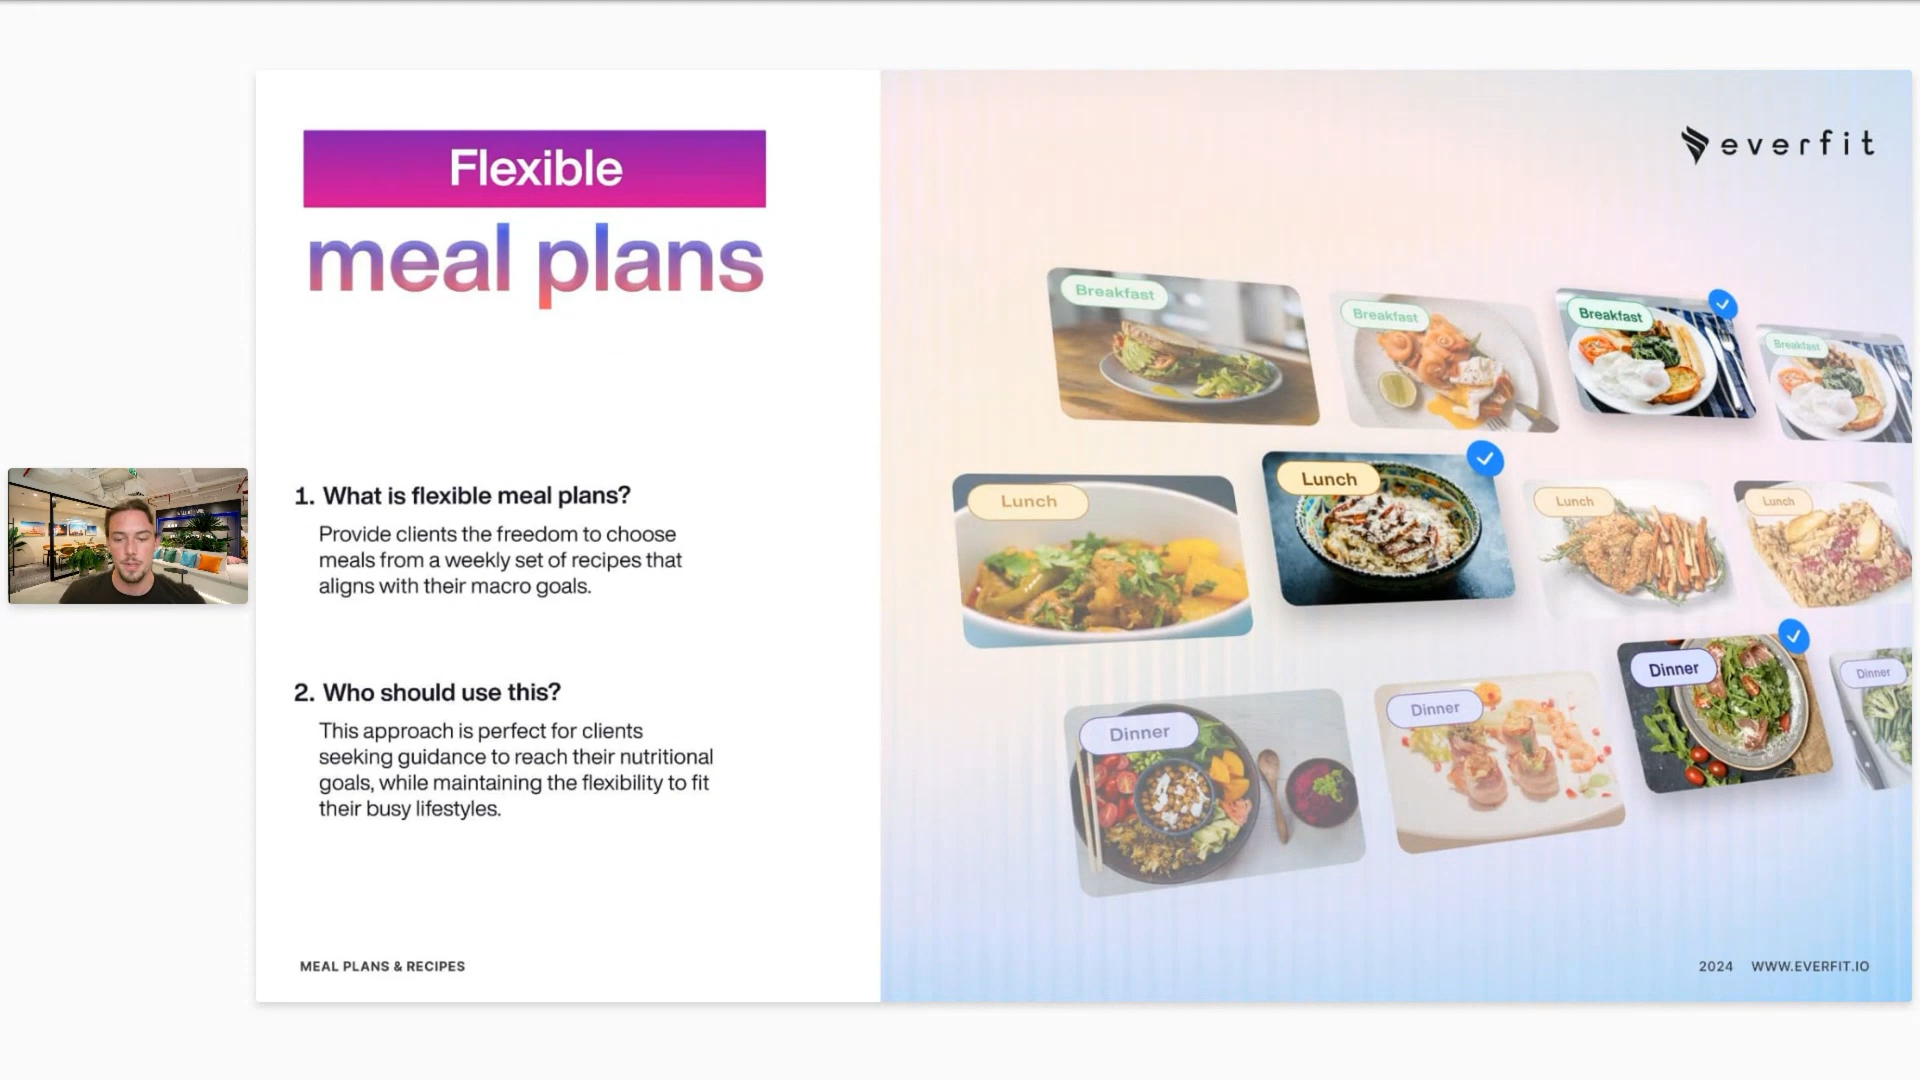 Flexible
meal plans
1. What is flexible meal plans?
Provide clients the freedom to choose
meals from a weekly set of recipes that
aligns with their macro goals.
2. Who should use this?
This approach is perfect for clients
seeking guidance to reach their nutritional
goals, while maintaining the flexibility to fit
their busy lifestyles.
MEAL PLANS & RECIPES
everfit
Breakfast
Breakfast
Breakfast
Breakfast
Lunch
Lunch
Lunch
Lunch
Dinner
Dinner
Dinner
Dinner
2024 WWW.EVERFIT.IO